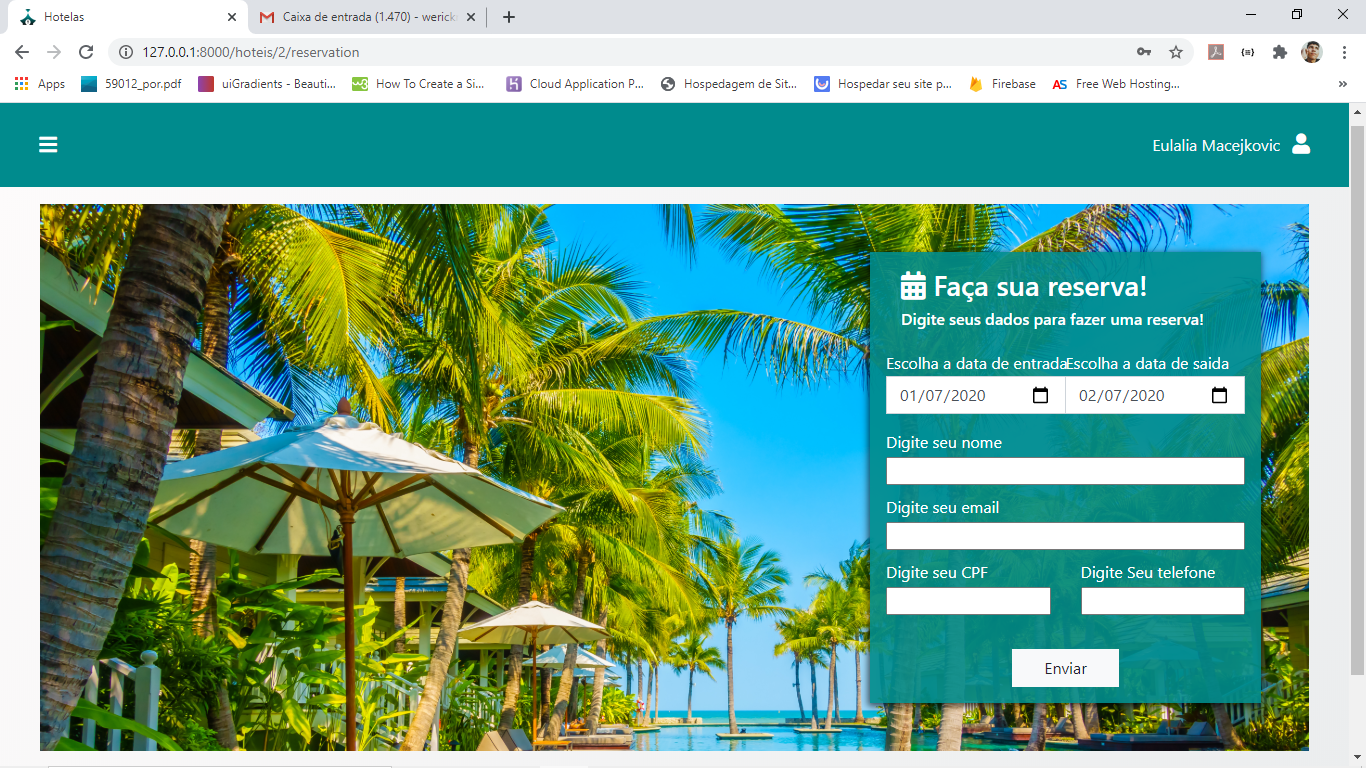 Hotelas
Caixa de entrada (1.470) - werick
127.0.0.1:8000/hoteis/2/reservation
Apps 59012_por.pdf uiGradients - Beauti... How To Create a Si... Cloud Application P... Hospedagem de Sit... Hospedar seu site p... Firebase Free Web Hosting... »
Eulalia Macejkovic
Faça sua reserva!
Digite seus dados para fazer uma reserva!
Escolha a data de entrada Escolha a data de saida
01/07/2020 02/07/2020
Digite seu nome
Digite seu email
Digite seu CPF Digite Seu telefone
Enviar